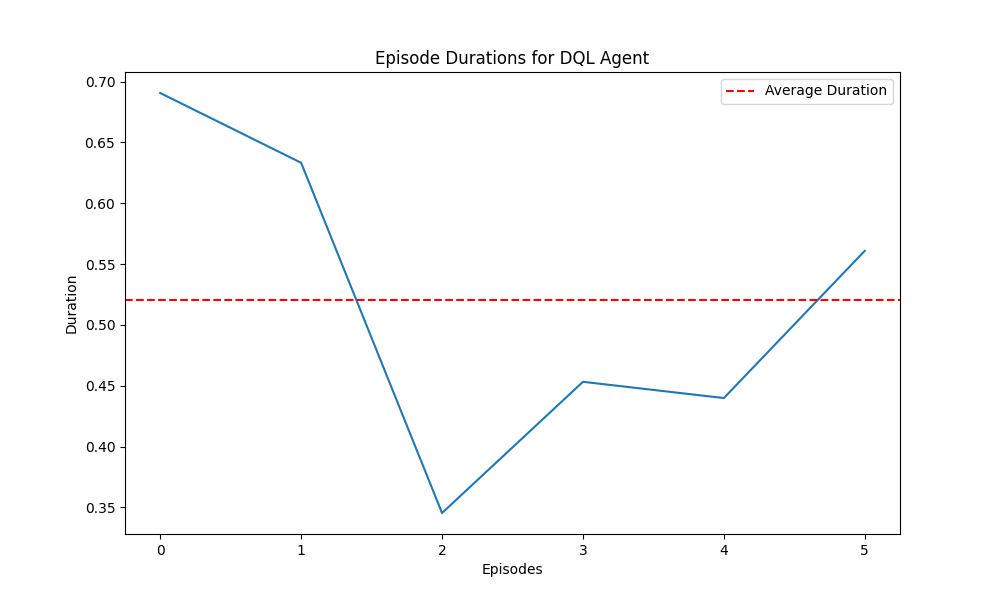 Episode Durations for DQL Agent
Average Duration
0.70
0.65
0.60
0.55
0.50
0.45
0.40
0.35
Duration
0 1 2 3 4 5
Episodes